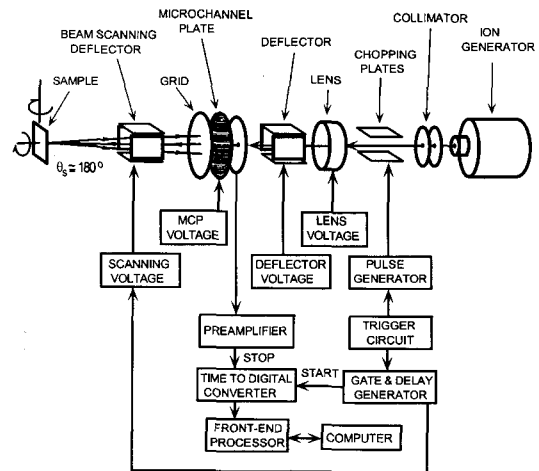 MICROCHANNEL
PLATE
BEAM SCANNING
DEFLECTOR
SAMPLE
GRID
DEFLECTOR
LENS
CHOPPING
PLATES
COLLIMATOR
ION
GENERATOR
θs ≅ 180°
MCP
VOLTAGE
LENS
VOLTAGE
SCANNING
VOLTAGE
DEFLECTOR
VOLTAGE
PULSE
GENERATOR
PREAMPLIFIER
TRIGGER
CIRCUIT
STOP
START
TIME TO DIGITAL
CONVERTER
GATE & DELAY
GENERATOR
FRONT-END
PROCESSOR
COMPUTER